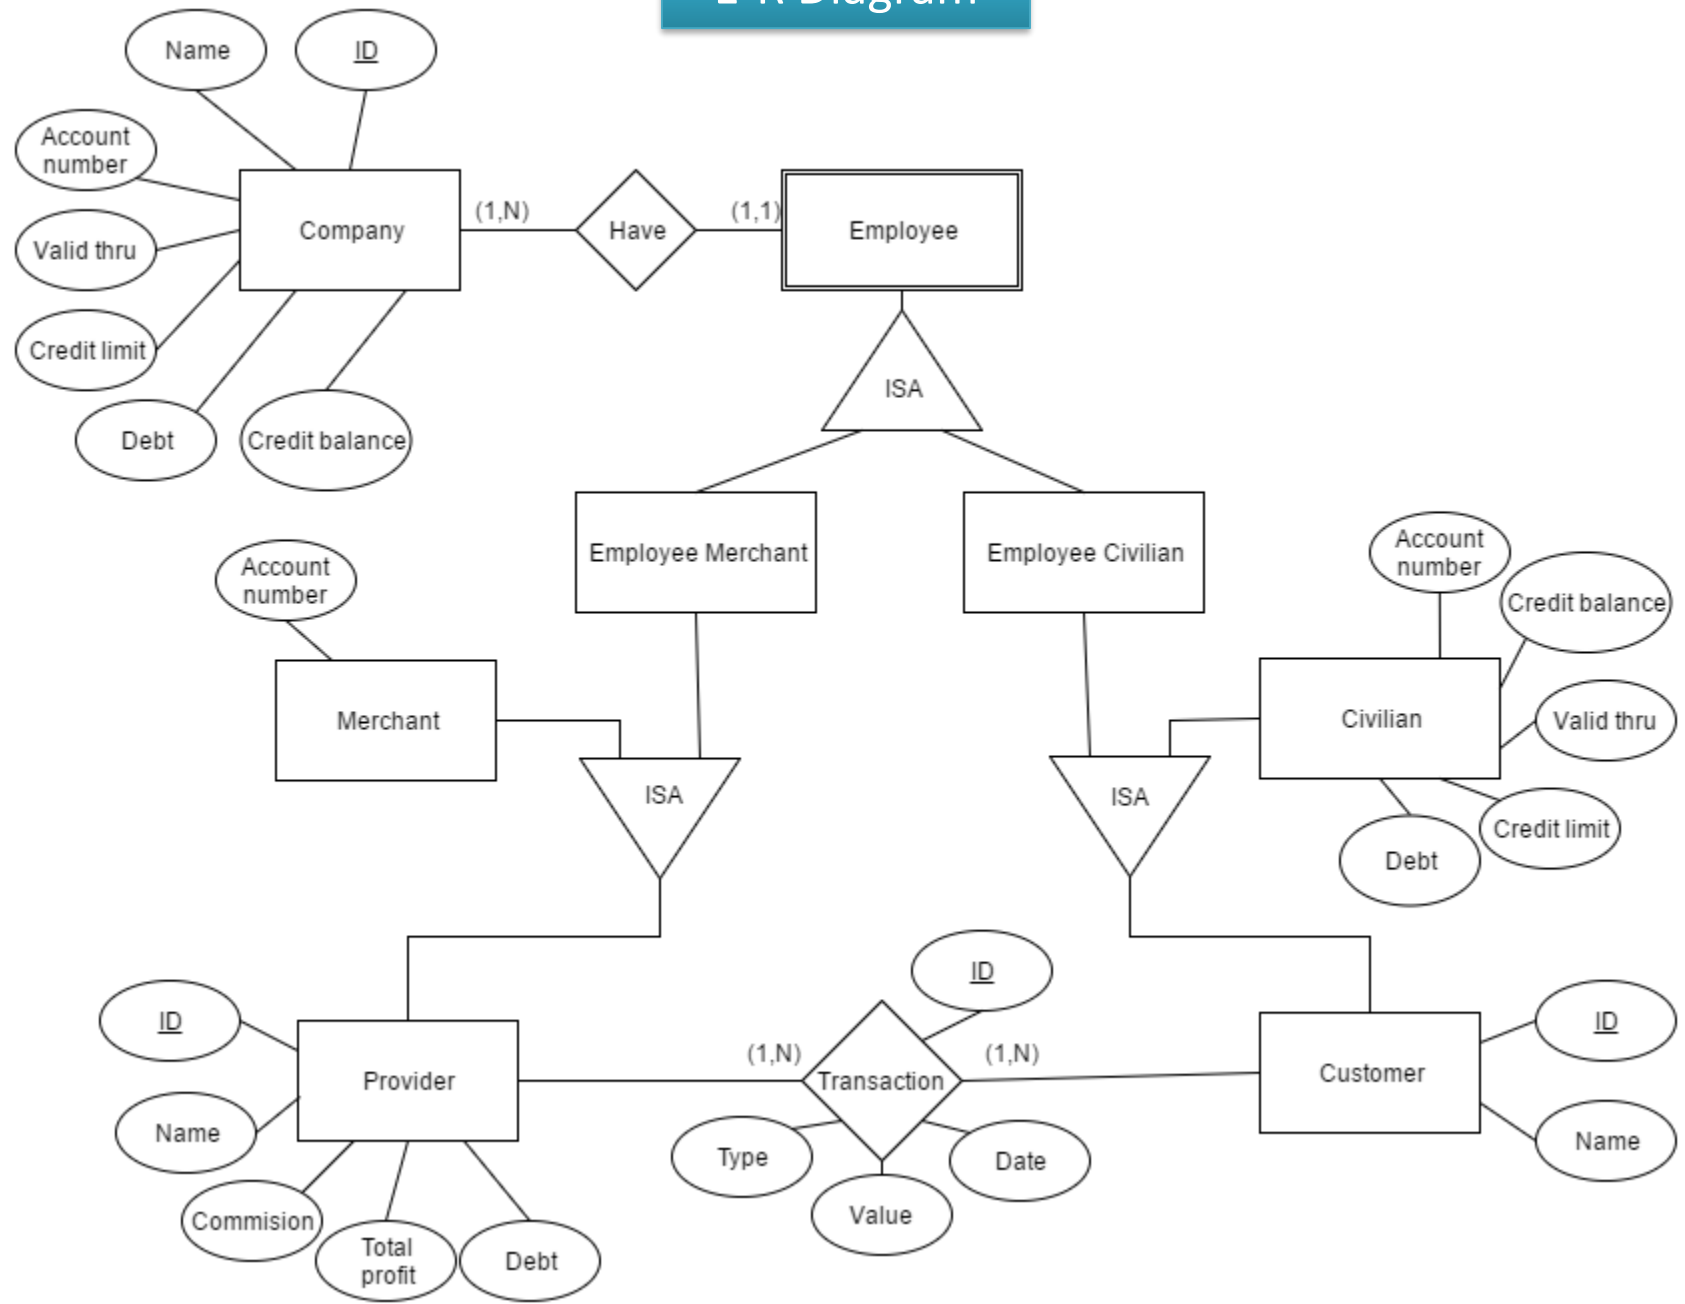 E-R Diagram
Name
ID
Account
number
Company
(1,N)
Have
(1,1)
Employee
Valid thru
Credit limit
Debt
Credit balance
ISA
Employee Merchant
Employee Civilian
Account
number
Account
number
Credit balance
Merchant
Civilian
Valid thru
ISA
ISA
Credit limit
Debt
ID
ID
ID
Provider
(1,N)
Transaction
(1,N)
Customer
Name
Type
Date
Name
Commision
Value
Total
profit
Debt